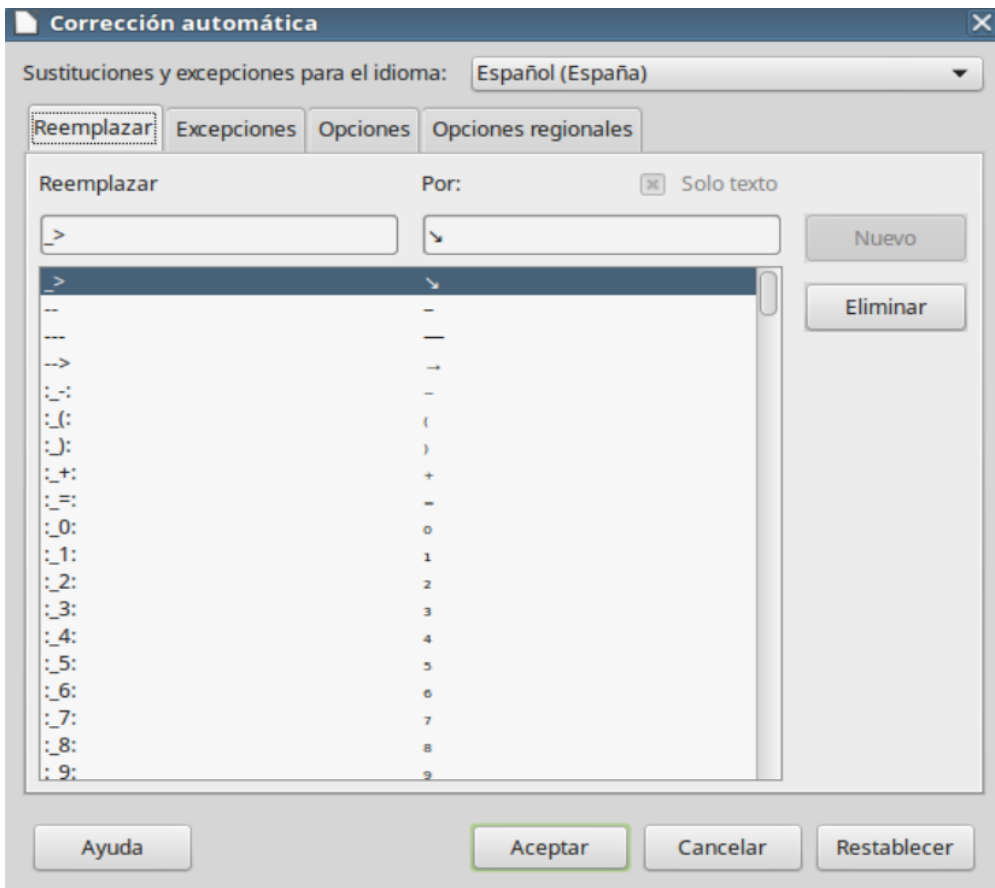 Corrección automática
Sustituciones y excepciones para el idioma: Español (España)
Reemplazar Excepciones Opciones Opciones regionales
Reemplazar Por: Solo texto
_> ↘ Nuevo
_> ↘
-- –
--- —
--> →
:_-: ₋
:_(: ₍
:_): ₎
:_+: ₊
:_=: ₌
:_0: ₀
:_1: ₁
:_2: ₂
:_3: ₃
:_4: ₄
:_5: ₅
:_6: ₆
:_7: ₇
:_8: ₈
:_9: ₉
Eliminar
Ayuda Aceptar Cancelar Restablecer